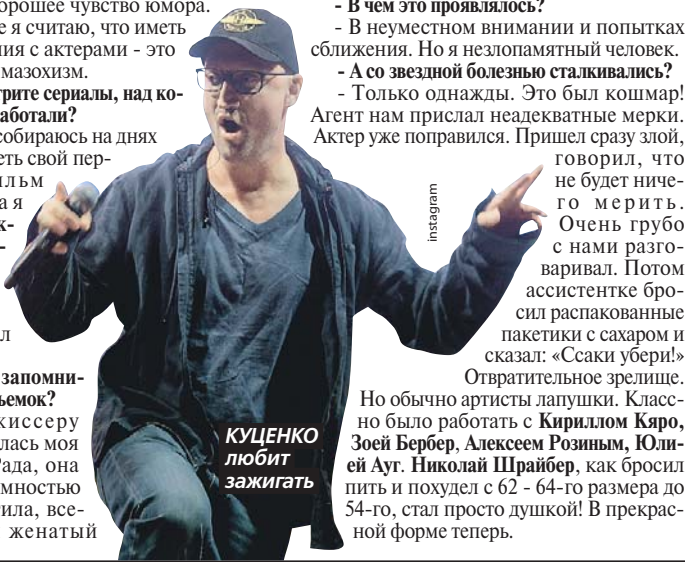 орошее чувство юмора.
е я считаю, что иметь
ния с актерами - это
мазохизм.
трите сериалы, над ко-
аботали?
собираюсь на днях
еть свой пер-
льм
а я
к-
-
л
запомни-
ъемок?
иссеру
лась моя
Рада, она
мностью
тила, все-
женатый
КУЦЕНКО
любит
зажигать
instagram
- В чем это проявлялось?
- В неуместном внимании и попытках
сближения. Но я незлопамятный человек.
- А со звездной болезнью сталкивались?
- Только однажды. Это был кошмар!
Агент нам прислал неадекватные мерки.
Актер уже поправился. Пришел сразу злой,
говорил, что
не будет ниче-
го мерить.
Очень грубо
с нами разго-
варивал. Потом
ассистентке бро-
сил распакованные
пакетики с сахаром и
сказал: «Ссаки убери!»
Отвратительное зрелище.
Но обычно артисты лапушки. Класс-
но было работать с Кириллом Кяро,
Зоей Бербер, Алексеем Розиным, Юли-
ей Ауг. Николай Шрайбер, как бросил
пить и похудел с 62 - 64-го размера до
54-го, стал просто душкой! В прекрас-
ной форме теперь.